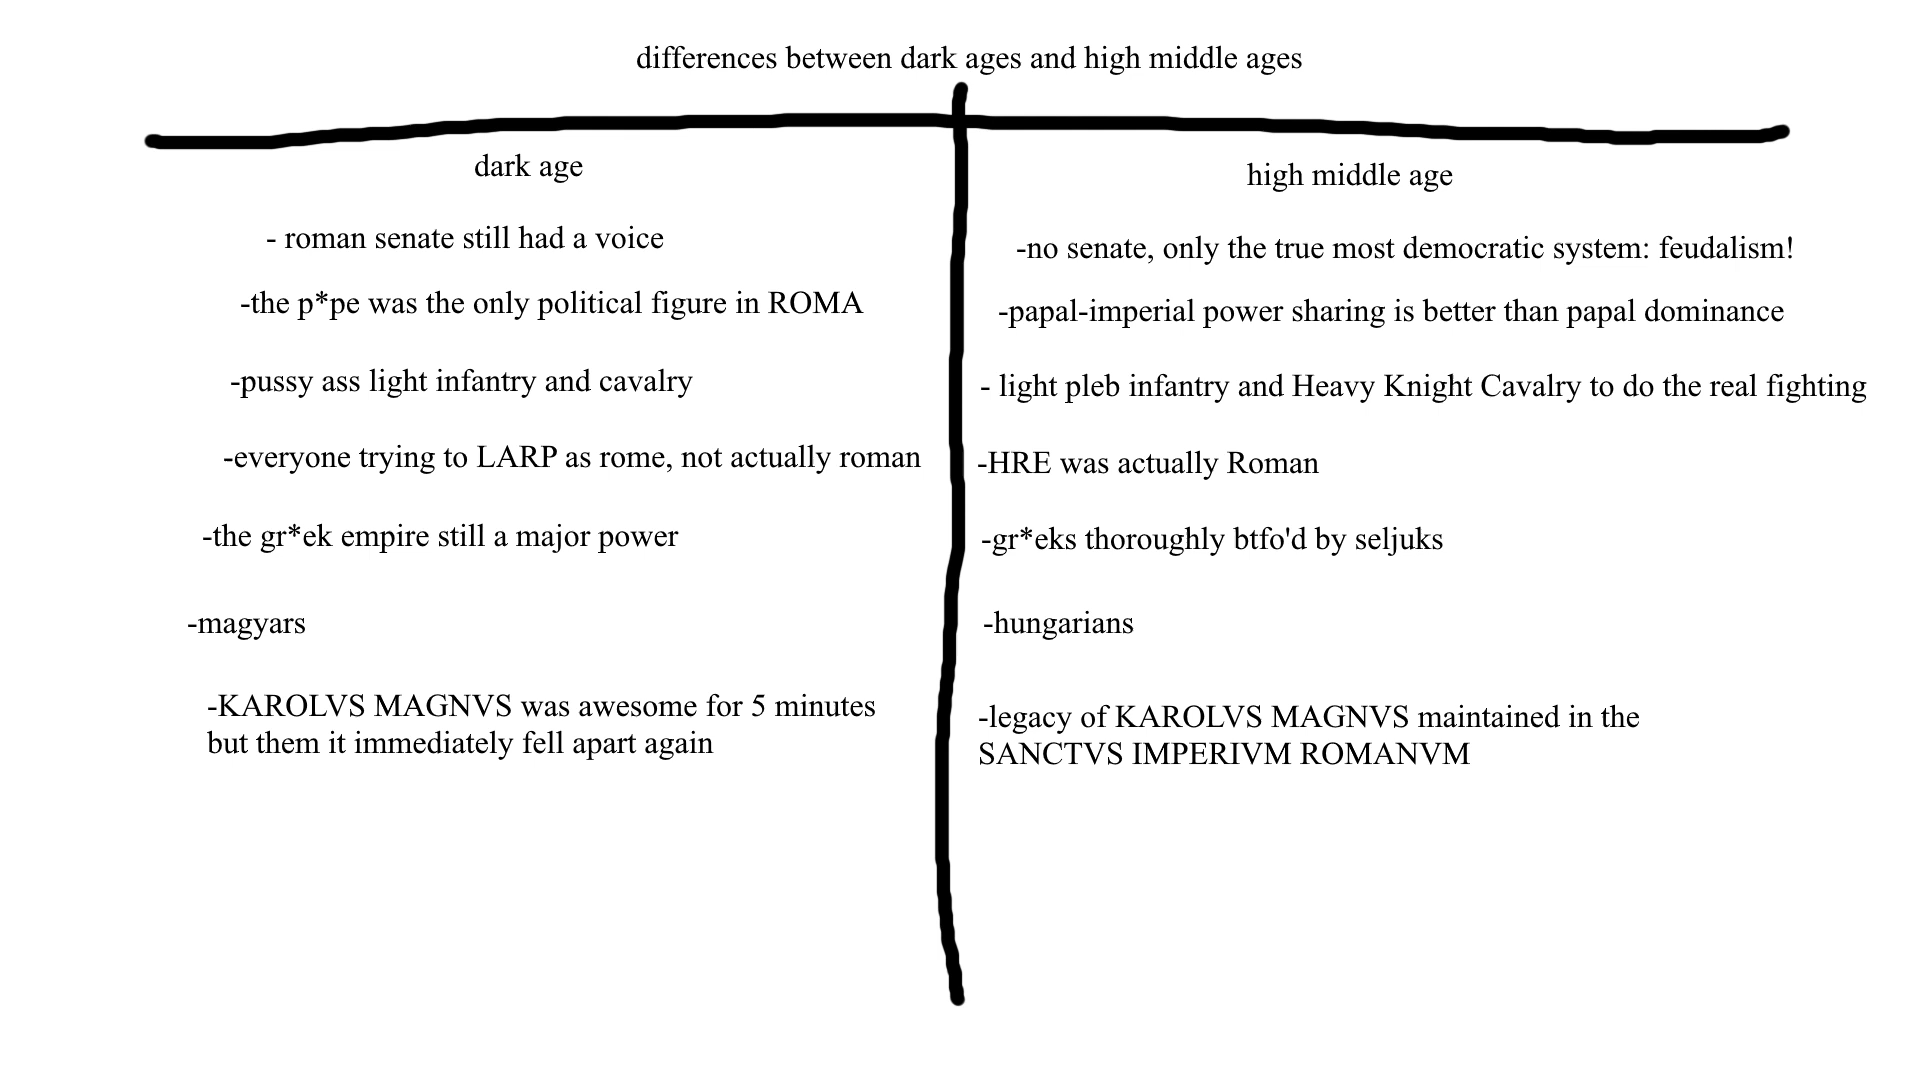 differences between dark ages and high middle ages
dark age
- roman senate still had a voice
-the p*pe was the only political figure in ROMA
-pussy ass light infantry and cavalry
-everyone trying to LARP as rome, not actually roman
-the gr*ek empire still a major power
-magyars
-KAROLVS MAGNVS was awesome for 5 minutes
but them it immediately fell apart again
high middle age
-no senate, only the true most democratic system: feudalism!
-papal-imperial power sharing is better than papal dominance
- light pleb infantry and Heavy Knight Cavalry to do the real fighting
-HRE was actually Roman
-gr*eks thoroughly btfo'd by seljuks
-hungarians
-legacy of KAROLVS MAGNVS maintained in the
SANCTVS IMPERIVM ROMANVM